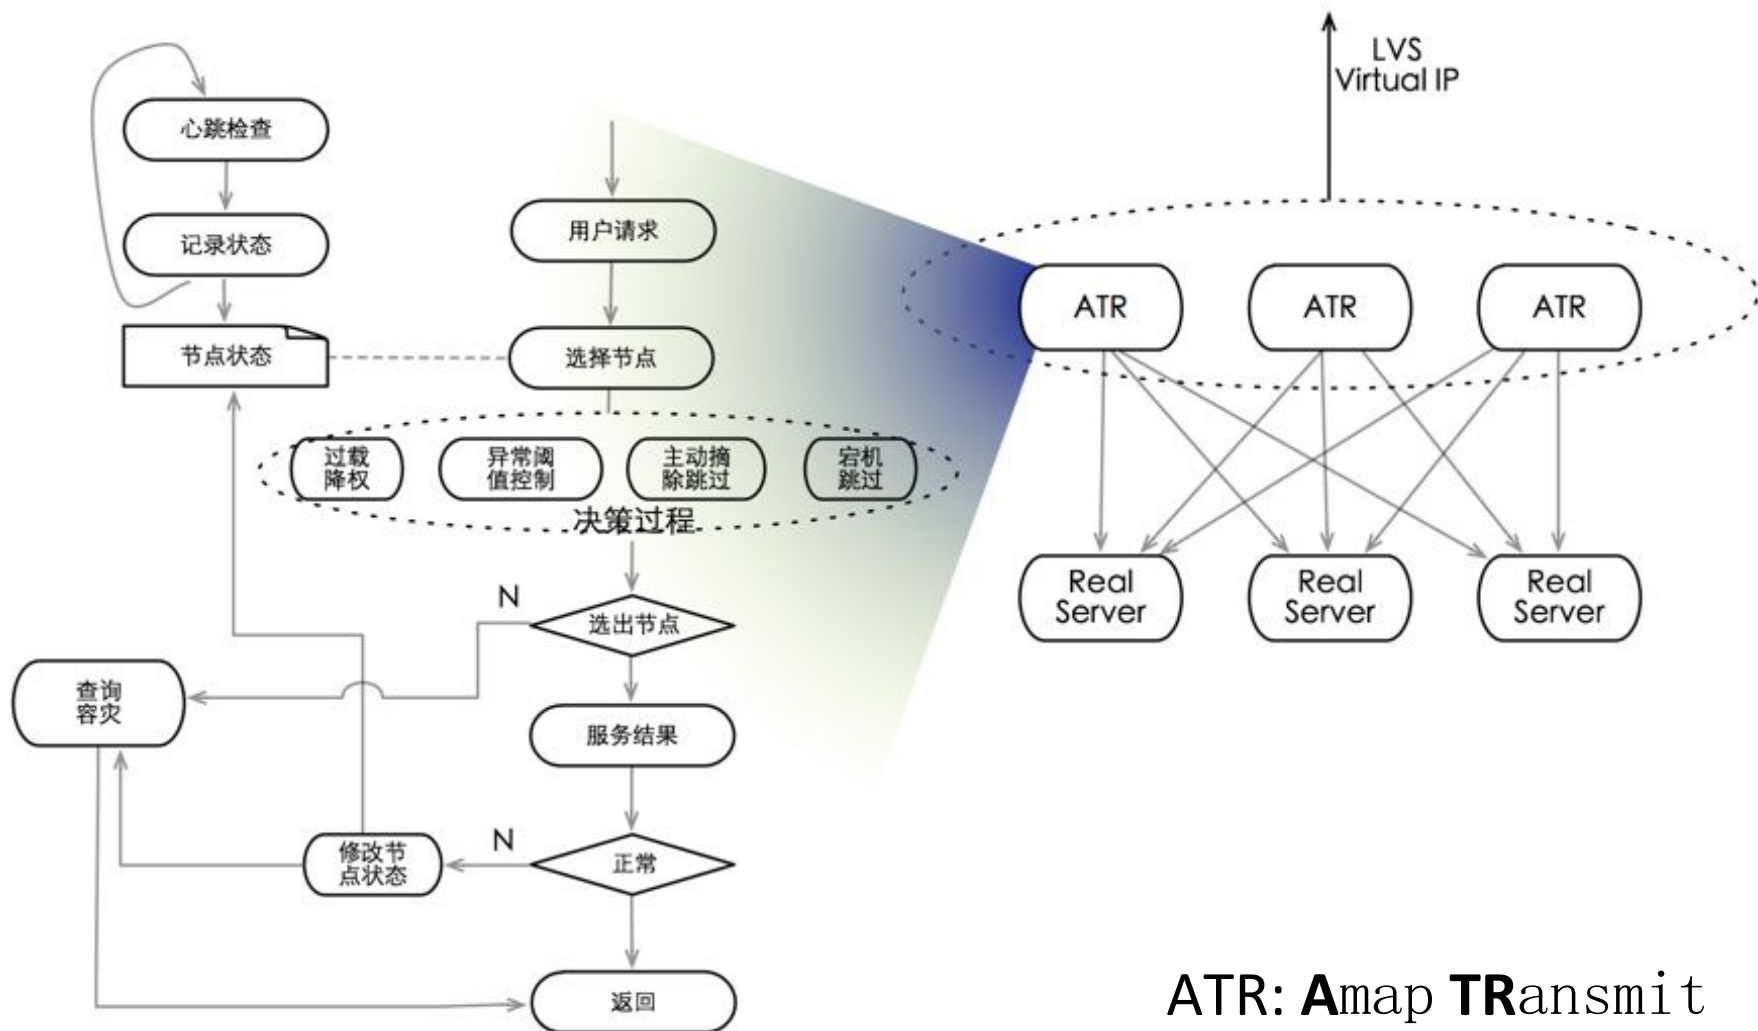 心跳检查
记录状态
节点状态
用户请求
选择节点
过载
降权
异常阈
值控制
主动摘
除跳过
宕机
跳过
决策过程
N
选出节点
查询
容灾
服务结果
N
修改节
点状态
正常
返回
LVS
Virtual IP
ATR
ATR
ATR
Real
Server
Real
Server
Real
Server
ATR: Amap TRansmit